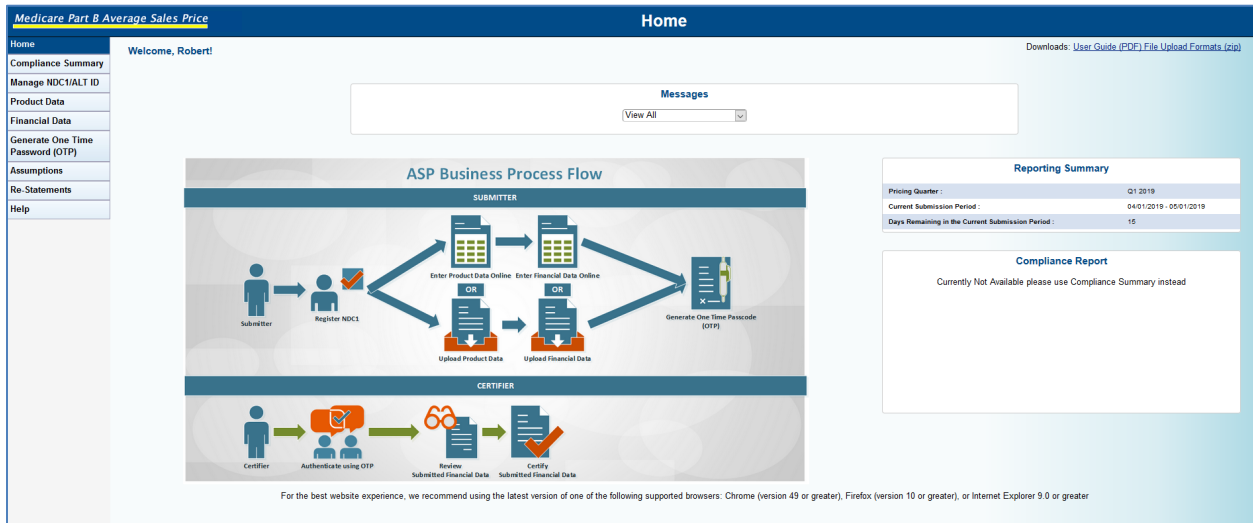 Medicare Part B Average Sales Price
Home
Home
Compliance Summary
Manage NDC1/ALT ID
Product Data
Financial Data
Generate One Time
Password (OTP)
Assumptions
Re-Statements
Help
Welcome, Robert!
Downloads: User Guide (PDF) File Upload Formats (zip)
Messages
View All
ASP Business Process Flow
SUBMITTER
Submitter
Register NDC1
Enter Product Data Online
Enter Financial Data Online
OR
OR
Upload Product Data
Upload Financial Data
Generate One Time Passcode
(OTP)
CERTIFIER
Certifier
Authenticate using OTP
Review
Submitted Financial Data
Certify
Submitted Financial Data
Reporting Summary
Pricing Quarter : Q1 2019
Current Submission Period : 04/01/2019 - 05/01/2019
Days Remaining in the Current Submission Period : 15
Compliance Report
Currently Not Available please use Compliance Summary instead
For the best website experience, we recommend using the latest version of one of the following supported browsers: Chrome (version 49 or greater), Firefox (version 10 or greater), or Internet Explorer 9.0 or greater